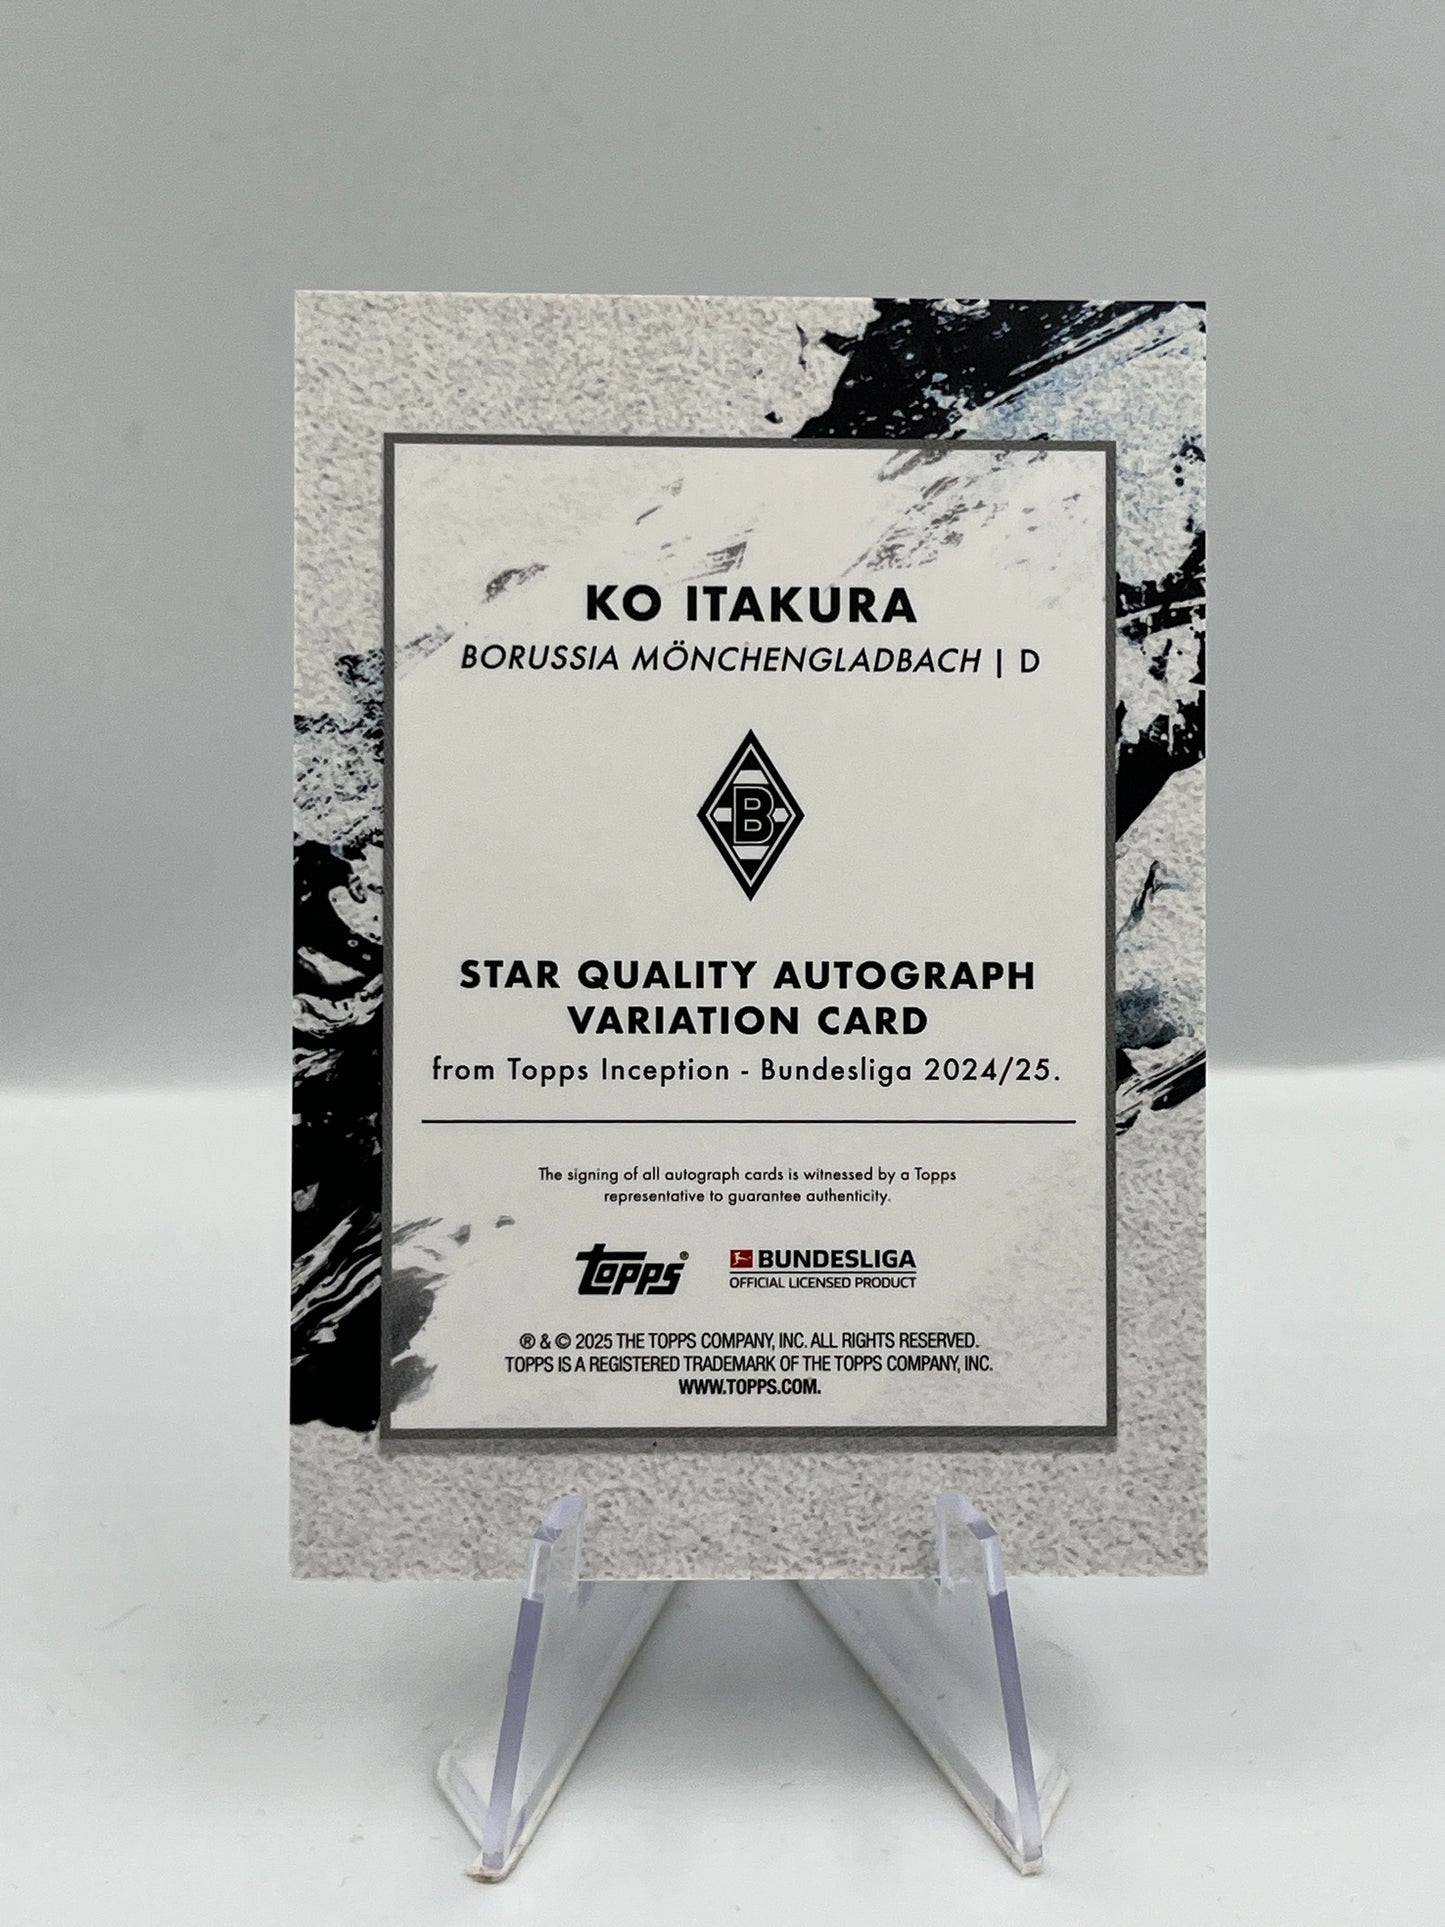 KO ITAKURA
BORUSSIA MÖNCHENGLADBACH | D
B
STAR QUALITY AUTOGRAPH
VARIATION CARD
from Topps Inception - Bundesliga 2024/25.
The signing of all autograph cards is witnessed by a Topps
representative to guarantee authenticity.
topps®
BUNDESLIGA
OFFICIAL LICENSED PRODUCT
® & © 2025 THE TOPPS COMPANY, INC. ALL RIGHTS RESERVED.
TOPPS IS A REGISTERED TRADEMARK OF THE TOPPS COMPANY, INC.
WWW.TOPPS.COM.